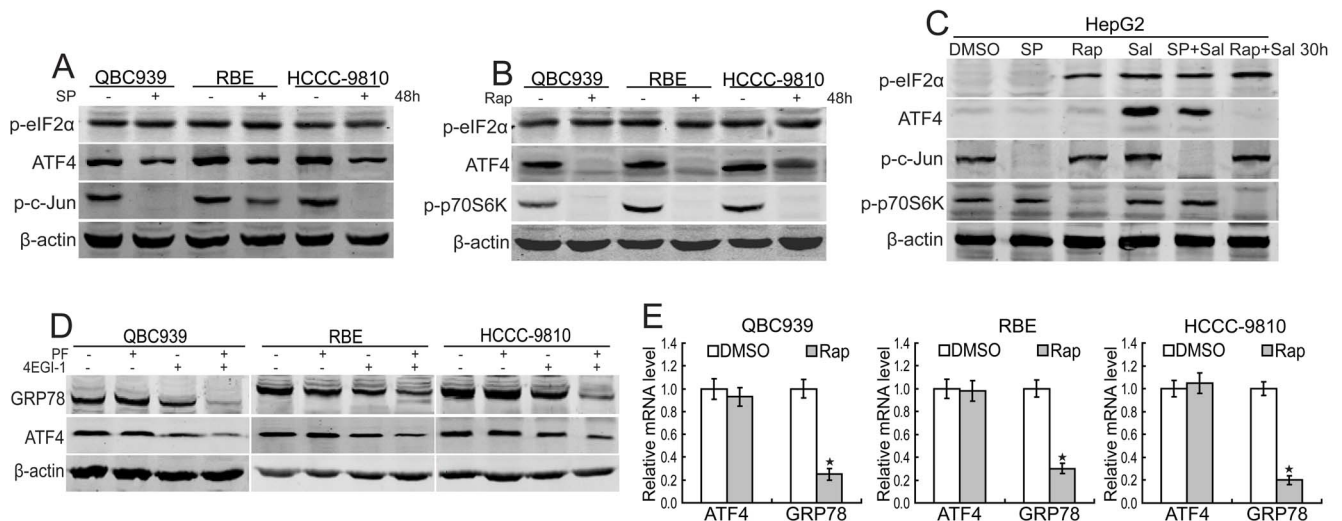 A
QBC939 RBE HCCC-9810
SP - + - + - + 48h
p-eIF2α
ATF4
p-c-Jun
β-actin
B
QBC939 RBE HCCC-9810
Rap - + - + - + 48h
p-eIF2α
ATF4
p-p70S6K
β-actin
C
HepG2
DMSO SP Rap Sal SP+Sal Rap+Sal 30h
p-eIF2α
ATF4
p-c-Jun
p-p70S6K
β-actin
D
QBC939 RBE HCCC-9810
PF - + - + - + - + - + - +
4EGI-1 - - + + - - + + - - + +
GRP78
ATF4
β-actin
E
QBC939
Relative mRNA level
1.4
1.2
1.0
0.8
0.6
0.4
0.2
0
DMSO Rap
★
ATF4 GRP78
RBE
Relative mRNA level
1.4
1.2
1.0
0.8
0.6
0.4
0.2
0
DMSO Rap
★
ATF4 GRP78
HCCC-9810
Relative mRNA level
1.4
1.2
1.0
0.8
0.6
0.4
0.2
0
DMSO Rap
★
ATF4 GRP78